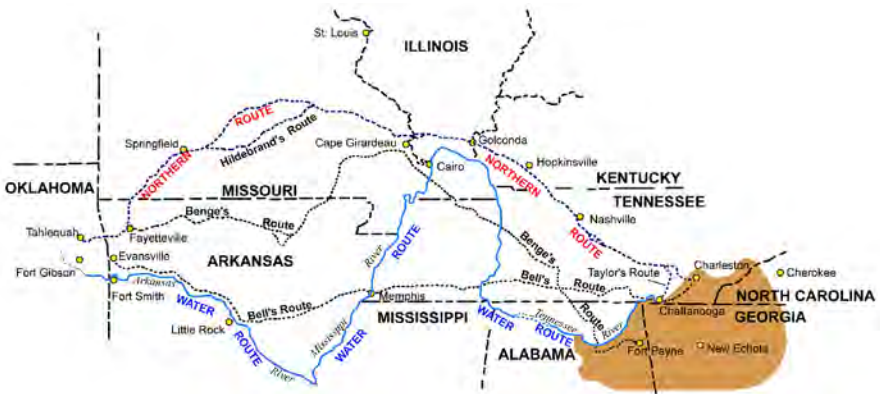 St. Louis
ILLINOIS
NORTHERN
ROUTE
Springfield
Hildebrand's Route
Cape Girardeau
Golconda
Cairo
NORTHERN
ROUTE
Hopkinsville
OKLAHOMA
MISSOURI
KENTUCKY
TENNESSEE
Nashville
Benge's Route
Tahlequah
Fayetteville
River
ROUTE
Benge's
Route
Evansville
ARKANSAS
Bell's
Route
Taylor's Route
Charleston
Cherokee
Fort Gibson
Arkansas
Fort Smith
WATER
ROUTE
Bell's Route
Memphis
NORTH CAROLINA
Chattanooga
GEORGIA
Little Rock
Mississippi
WATER
MISSISSIPPI
WATER
ROUTE
Tennessee
River
River
ALABAMA
Fort Payne
New Echota